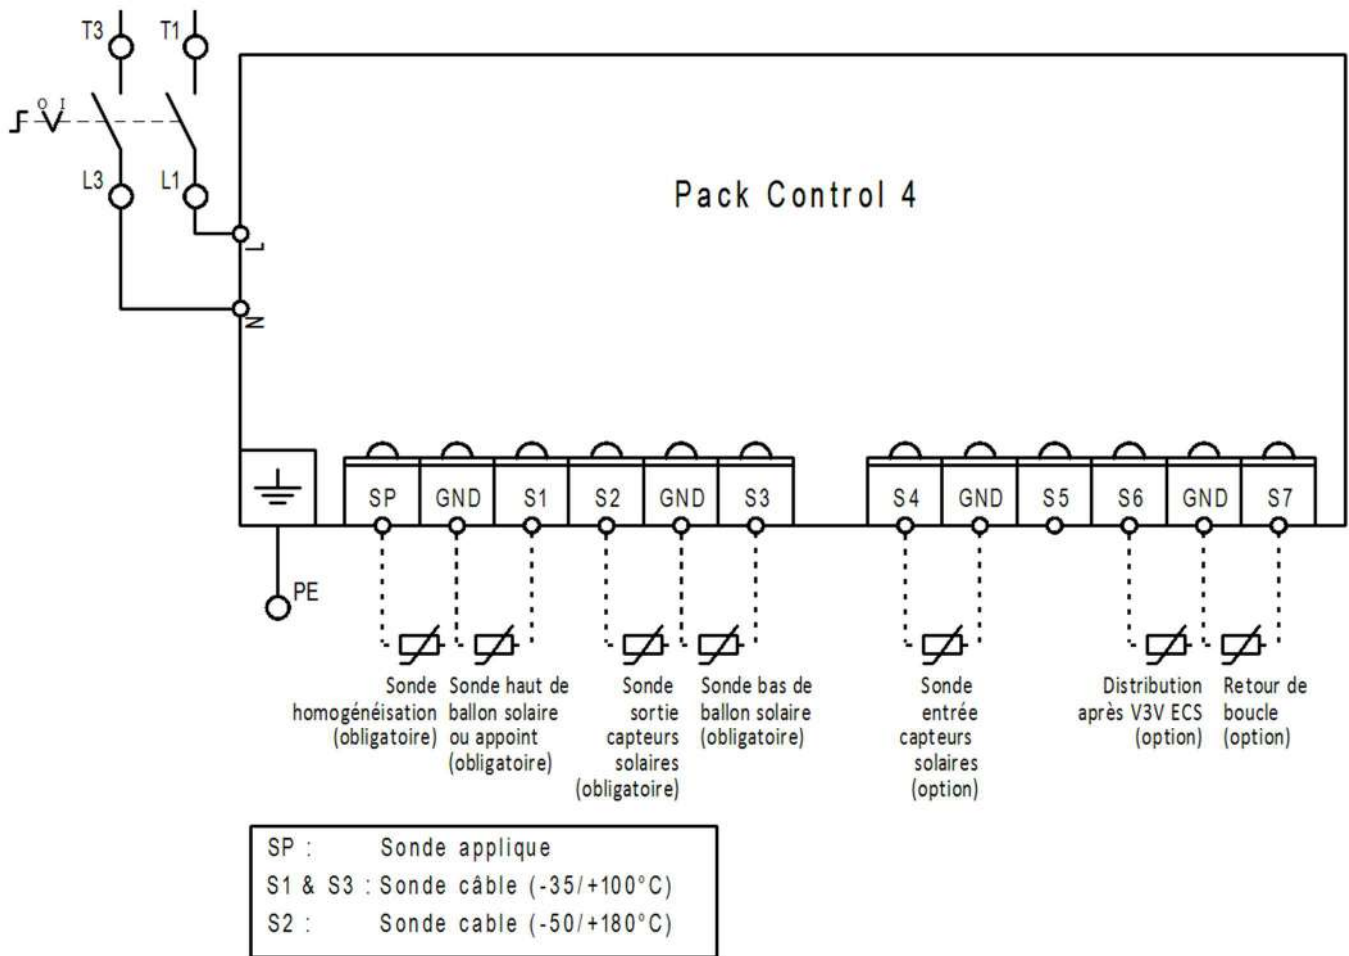 T3
T1
O I
L3
L1
Pack Control 4
L
N
SP
GND
S1
S2
GND
S3
S4
GND
S5
S6
GND
S7
PE
Sonde
homogénéisation
(obligatoire)
Sonde haut de
ballon solaire
ou appoint
(obligatoire)
Sonde
sortie
capteurs
solaires
(obligatoire)
Sonde bas de
ballon solaire
(obligatoire)
Sonde
entrée
capteurs
solaires
(option)
Distribution
après V3V ECS
(option)
Retour de
boucle
(option)
SP : Sonde applique
S1 & S3 : Sonde câble (-35/+100°C)
S2 : Sonde cable (-50/+180°C)